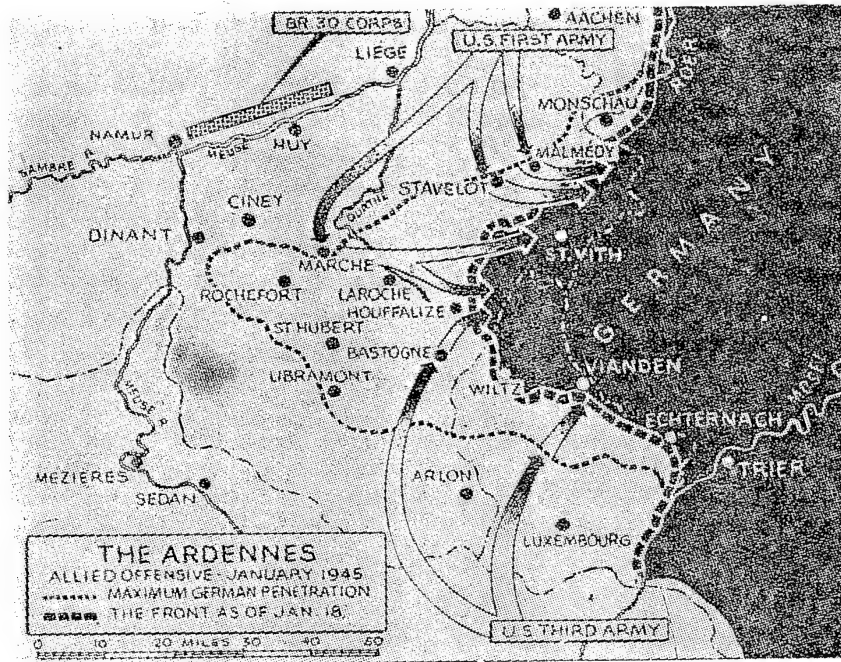 BR. 30 CORPS
AACHEN
U.S. FIRST ARMY
LIÉGE
ROER
MONSCHAU
NAMUR
MEUSE
HUY
MALMÉDY
SAMBRE R.
STAVELOT
OURTHE
CINEY
DINANT
ST. VITH
MARCHE
GERMANY
ROCHEFORT
LAROCHE
HOUFFALIZE
ST HUBERT
BASTOGNE
LIBRAMONT
WILTZ
VIANDEN
MEUSE R.
MOSEL
ECHTERNACH
MEZIÈRES
TRIER
SEDAN
ARLON
LUXEMBOURG
THE ARDENNES
ALLIED OFFENSIVE - JANUARY 1945
MAXIMUM GERMAN PENETRATION
THE FRONT AS OF JAN. 18,
0 10 20 MILES 30 40 50
U.S. THIRD ARMY